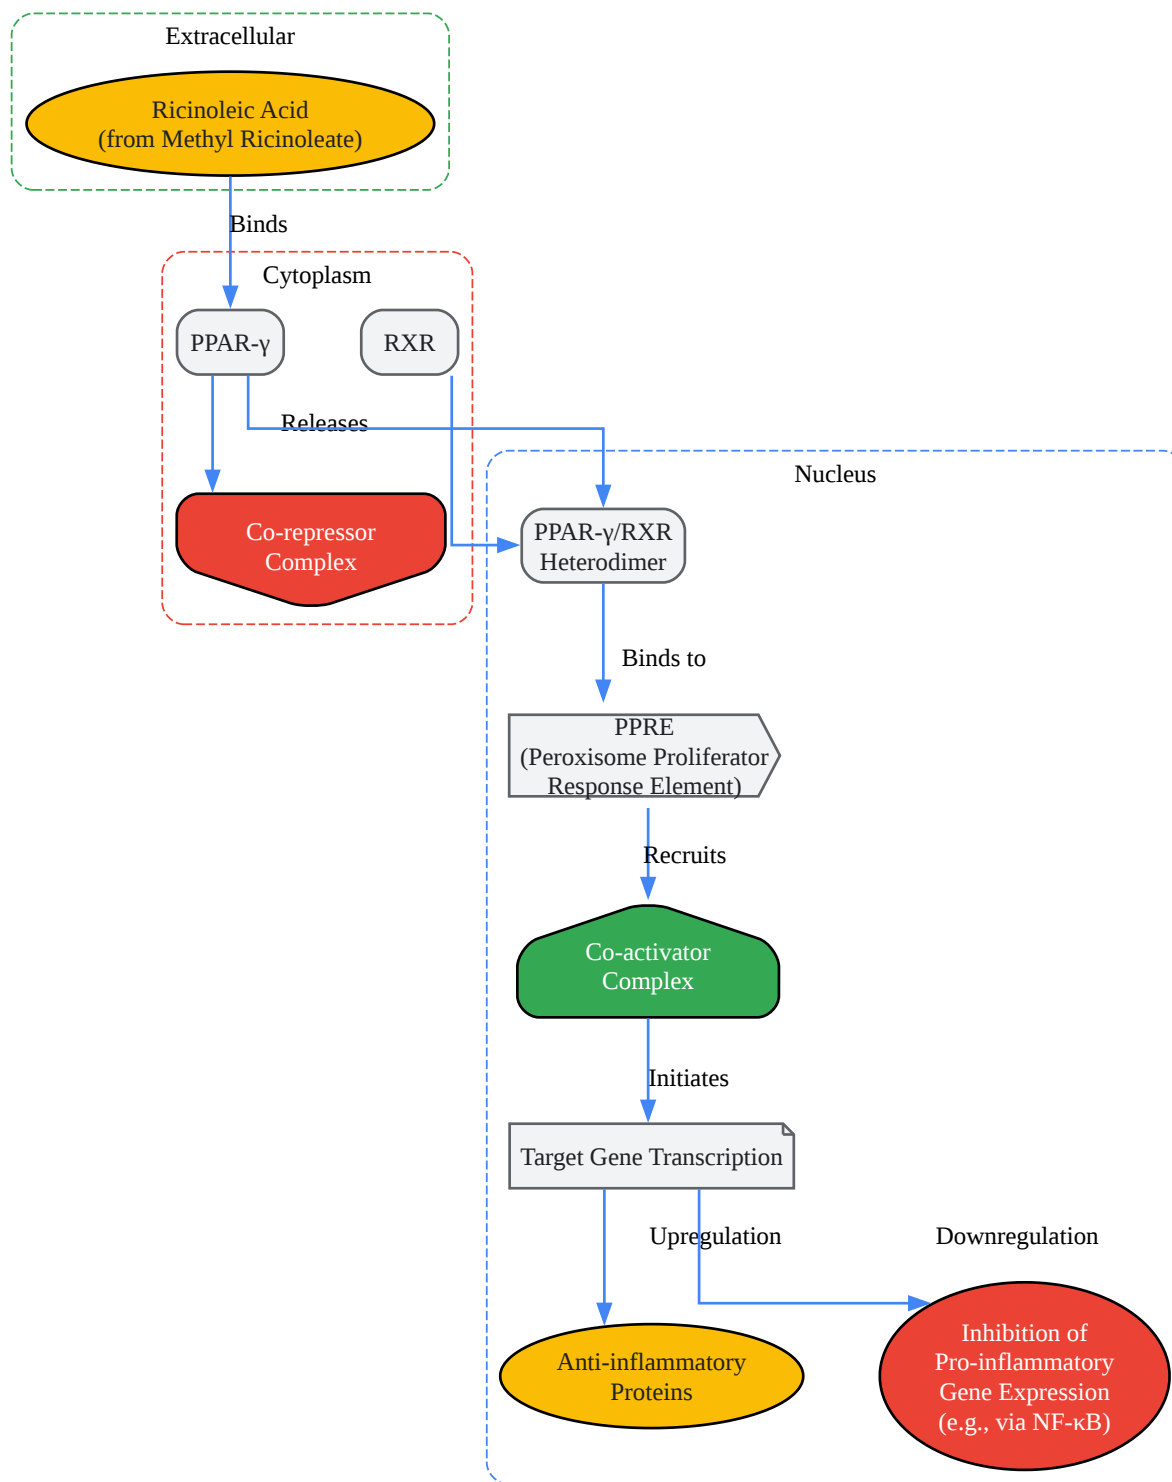 Extracellular
Ricinoleic Acid
(from Methyl Ricinoleate)
Binds
Cytoplasm
PPAR-γ
RXR
Releases
Nucleus
Co-repressor
Complex
PPAR-γ/RXR
Heterodimer
Binds to
PPRE
(Peroxisome Proliferator
Response Element)
Recruits
Co-activator
Complex
Initiates
Target Gene Transcription
Upregulation
Downregulation
Anti-inflammatory
Proteins
Inhibition of
Pro-inflammatory
Gene Expression
(e.g., via NF-κB)